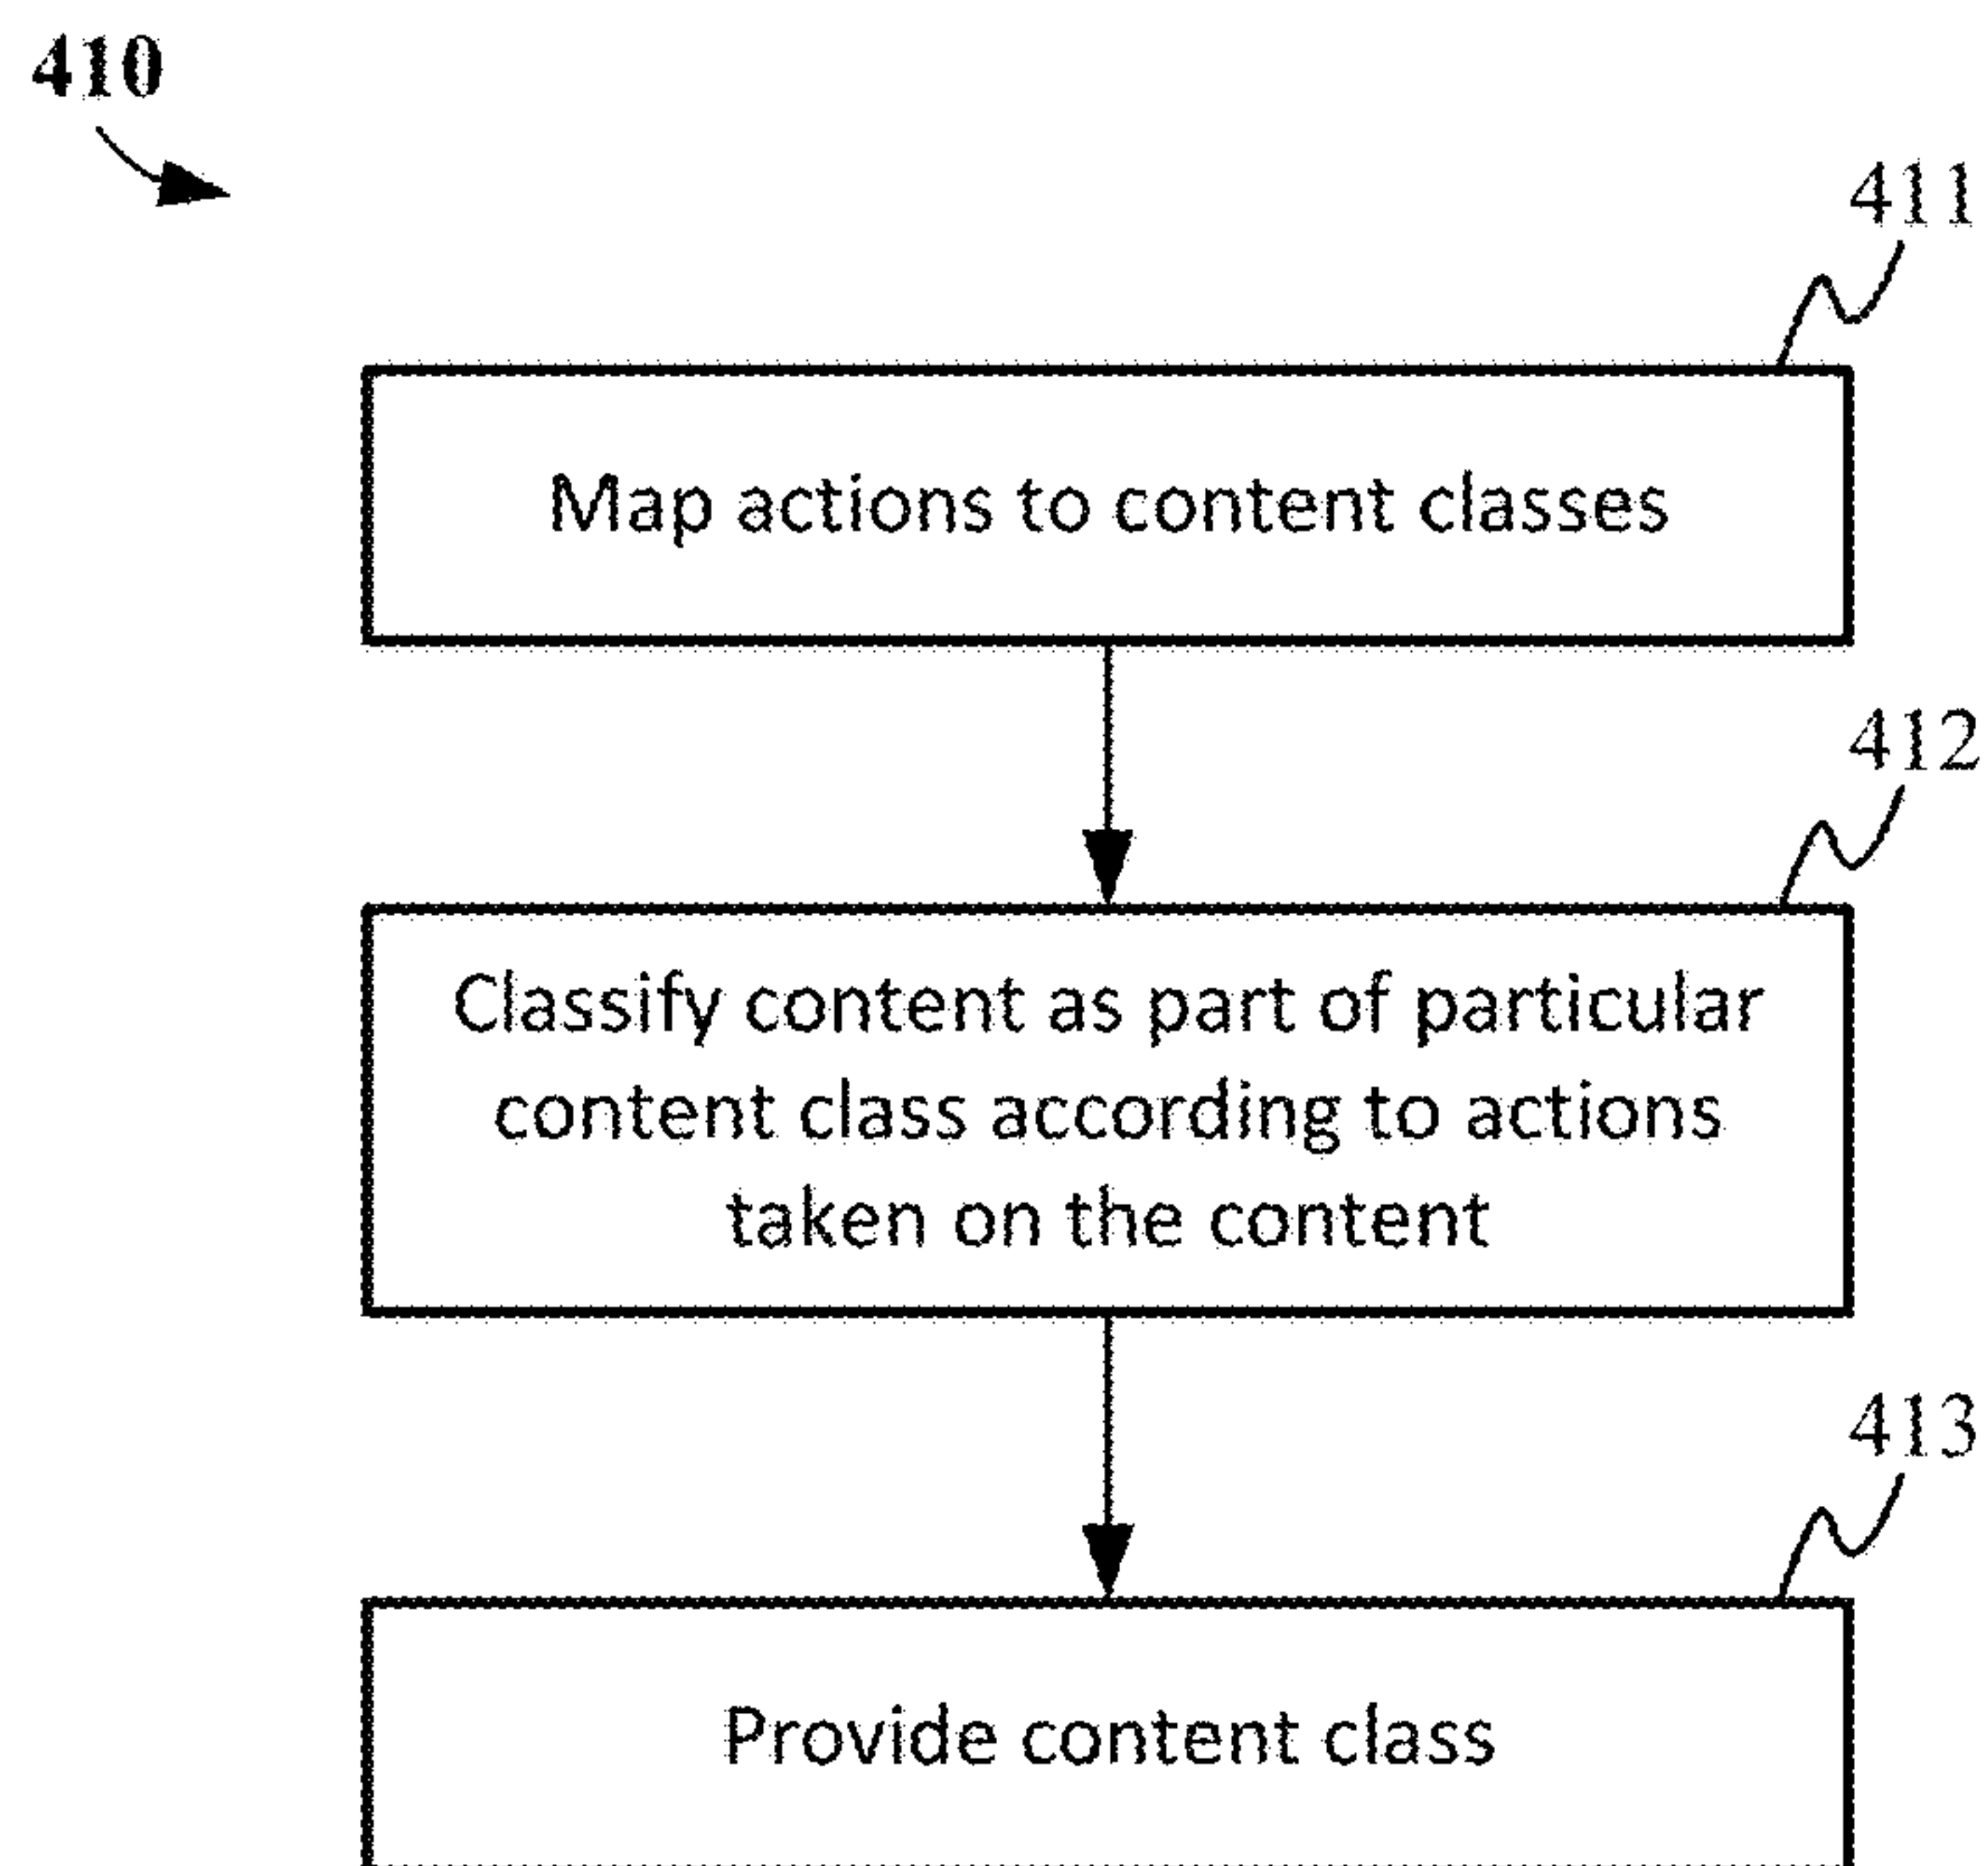 410
411
Map actions to content classes
412
Classify content as part of particular
content class according to actions
taken on the content
413
Provide content class